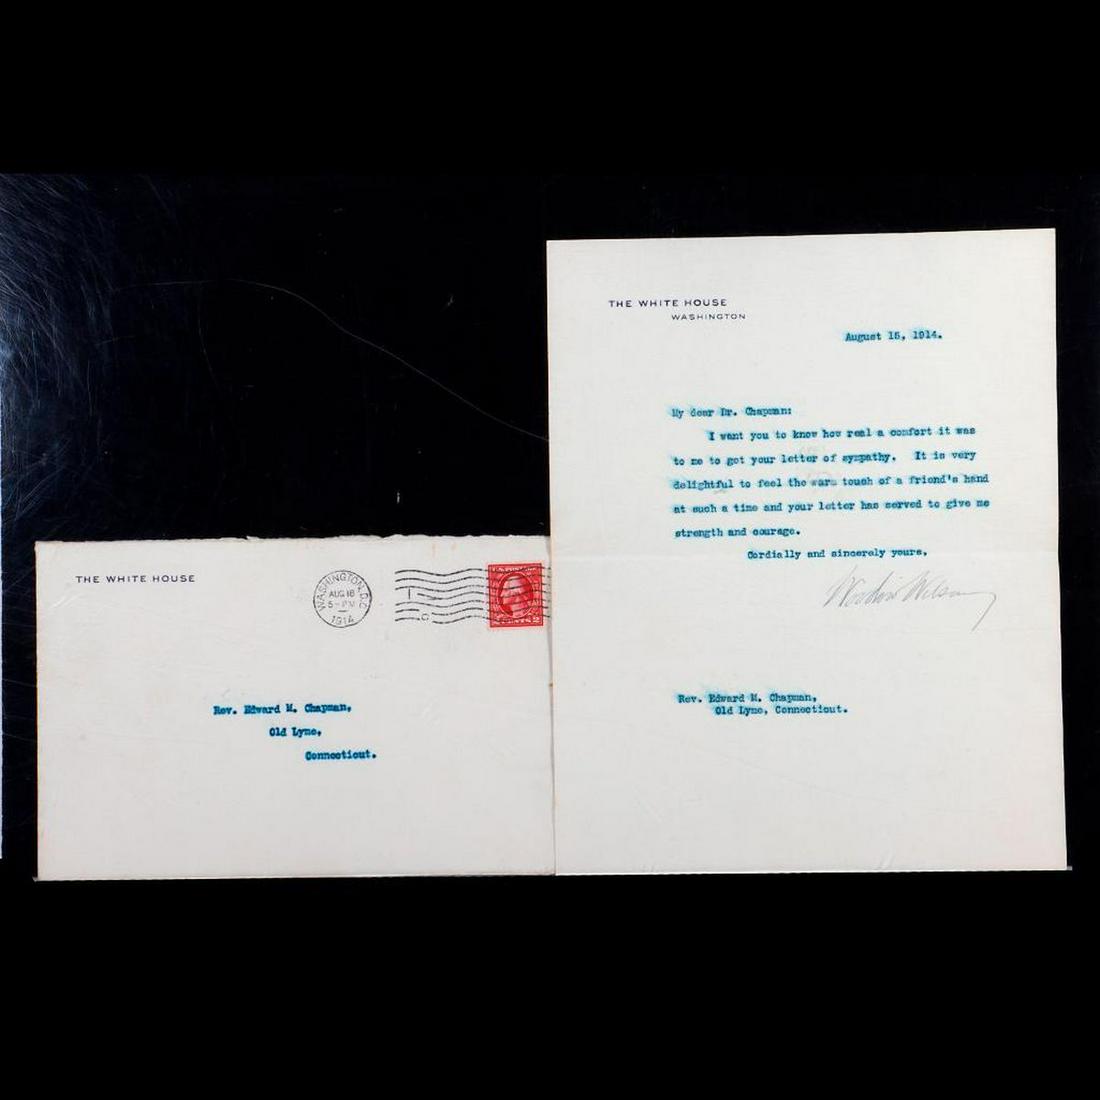 THE WHITE HOUSE
WASHINGTON, D.C.
AUG 18
5-PM
1914
2 CENTS 2
Rev. Edward M. Chapman,
Old Lyme,
Connecticut.
THE WHITE HOUSE
WASHINGTON
August 15, 1914.
My dear Dr. Chapman:
I want you to know how real a comfort it was
to me to get your letter of sympathy. It is very
delightful to feel the warm touch of a friend's hand
at such a time and your letter has served to give me
strength and courage.
Cordially and sincerely yours,
Woodrow Wilson
Rev. Edward M. Chapman,
Old Lyme, Connecticut.